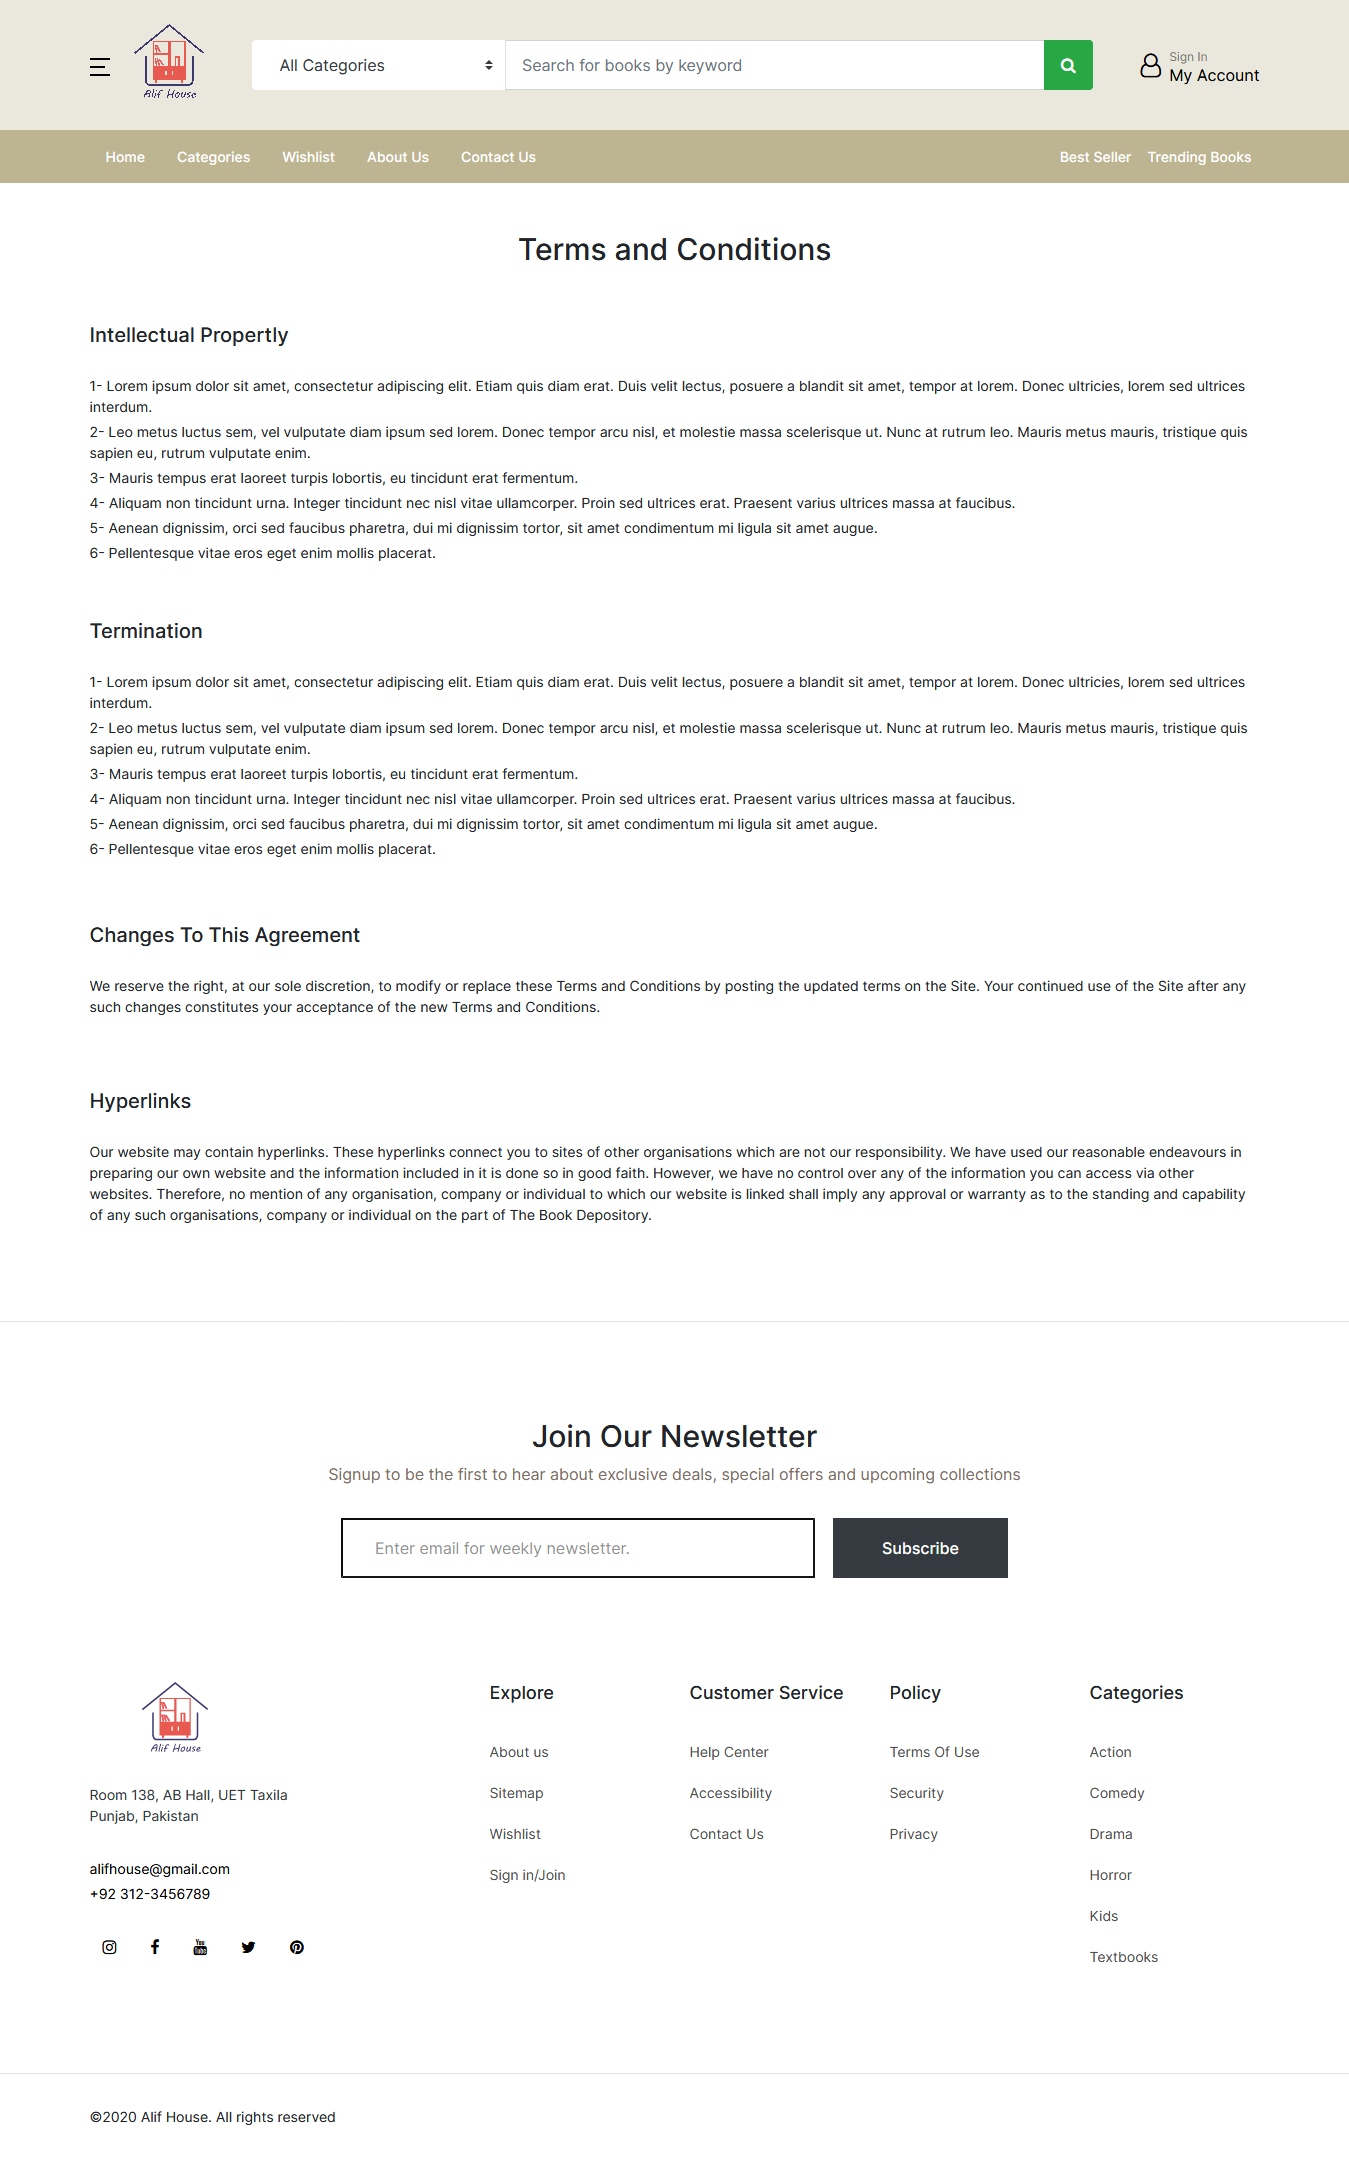 Alif House
All Categories
Search for books by keyword
Sign In
My Account
Home Categories Wishlist About Us Contact Us Best Seller Trending Books
Terms and Conditions
Intellectual Propertly
1- Lorem ipsum dolor sit amet, consectetur adipiscing elit. Etiam quis diam erat. Duis velit lectus, posuere a blandit sit amet, tempor at lorem. Donec ultricies, lorem sed ultrices
interdum.
2- Leo metus luctus sem, vel vulputate diam ipsum sed lorem. Donec tempor arcu nisl, et molestie massa scelerisque ut. Nunc at rutrum leo. Mauris metus mauris, tristique quis
sapien eu, rutrum vulputate enim.
3- Mauris tempus erat laoreet turpis lobortis, eu tincidunt erat fermentum.
4- Aliquam non tincidunt urna. Integer tincidunt nec nisl vitae ullamcorper. Proin sed ultrices erat. Praesent varius ultrices massa at faucibus.
5- Aenean dignissim, orci sed faucibus pharetra, dui mi dignissim tortor, sit amet condimentum mi ligula sit amet augue.
6- Pellentesque vitae eros eget enim mollis placerat.
Termination
1- Lorem ipsum dolor sit amet, consectetur adipiscing elit. Etiam quis diam erat. Duis velit lectus, posuere a blandit sit amet, tempor at lorem. Donec ultricies, lorem sed ultrices
interdum.
2- Leo metus luctus sem, vel vulputate diam ipsum sed lorem. Donec tempor arcu nisl, et molestie massa scelerisque ut. Nunc at rutrum leo. Mauris metus mauris, tristique quis
sapien eu, rutrum vulputate enim.
3- Mauris tempus erat laoreet turpis lobortis, eu tincidunt erat fermentum.
4- Aliquam non tincidunt urna. Integer tincidunt nec nisl vitae ullamcorper. Proin sed ultrices erat. Praesent varius ultrices massa at faucibus.
5- Aenean dignissim, orci sed faucibus pharetra, dui mi dignissim tortor, sit amet condimentum mi ligula sit amet augue.
6- Pellentesque vitae eros eget enim mollis placerat.
Changes To This Agreement
We reserve the right, at our sole discretion, to modify or replace these Terms and Conditions by posting the updated terms on the Site. Your continued use of the Site after any
such changes constitutes your acceptance of the new Terms and Conditions.
Hyperlinks
Our website may contain hyperlinks. These hyperlinks connect you to sites of other organisations which are not our responsibility. We have used our reasonable endeavours in
preparing our own website and the information included in it is done so in good faith. However, we have no control over any of the information you can access via other
websites. Therefore, no mention of any organisation, company or individual to which our website is linked shall imply any approval or warranty as to the standing and capability
of any such organisations, company or individual on the part of The Book Depository.
Join Our Newsletter
Signup to be the first to hear about exclusive deals, special offers and upcoming collections
Enter email for weekly newsletter.
Subscribe
Alif House
Room 138, AB Hall, UET Taxila
Punjab, Pakistan
alifhouse@gmail.com
+92 312-3456789
You Tube
Explore
About us
Sitemap
Wishlist
Sign in/Join
Customer Service
Help Center
Accessibility
Contact Us
Policy
Terms Of Use
Security
Privacy
Categories
Action
Comedy
Drama
Horror
Kids
Textbooks
©2020 Alif House. All rights reserved